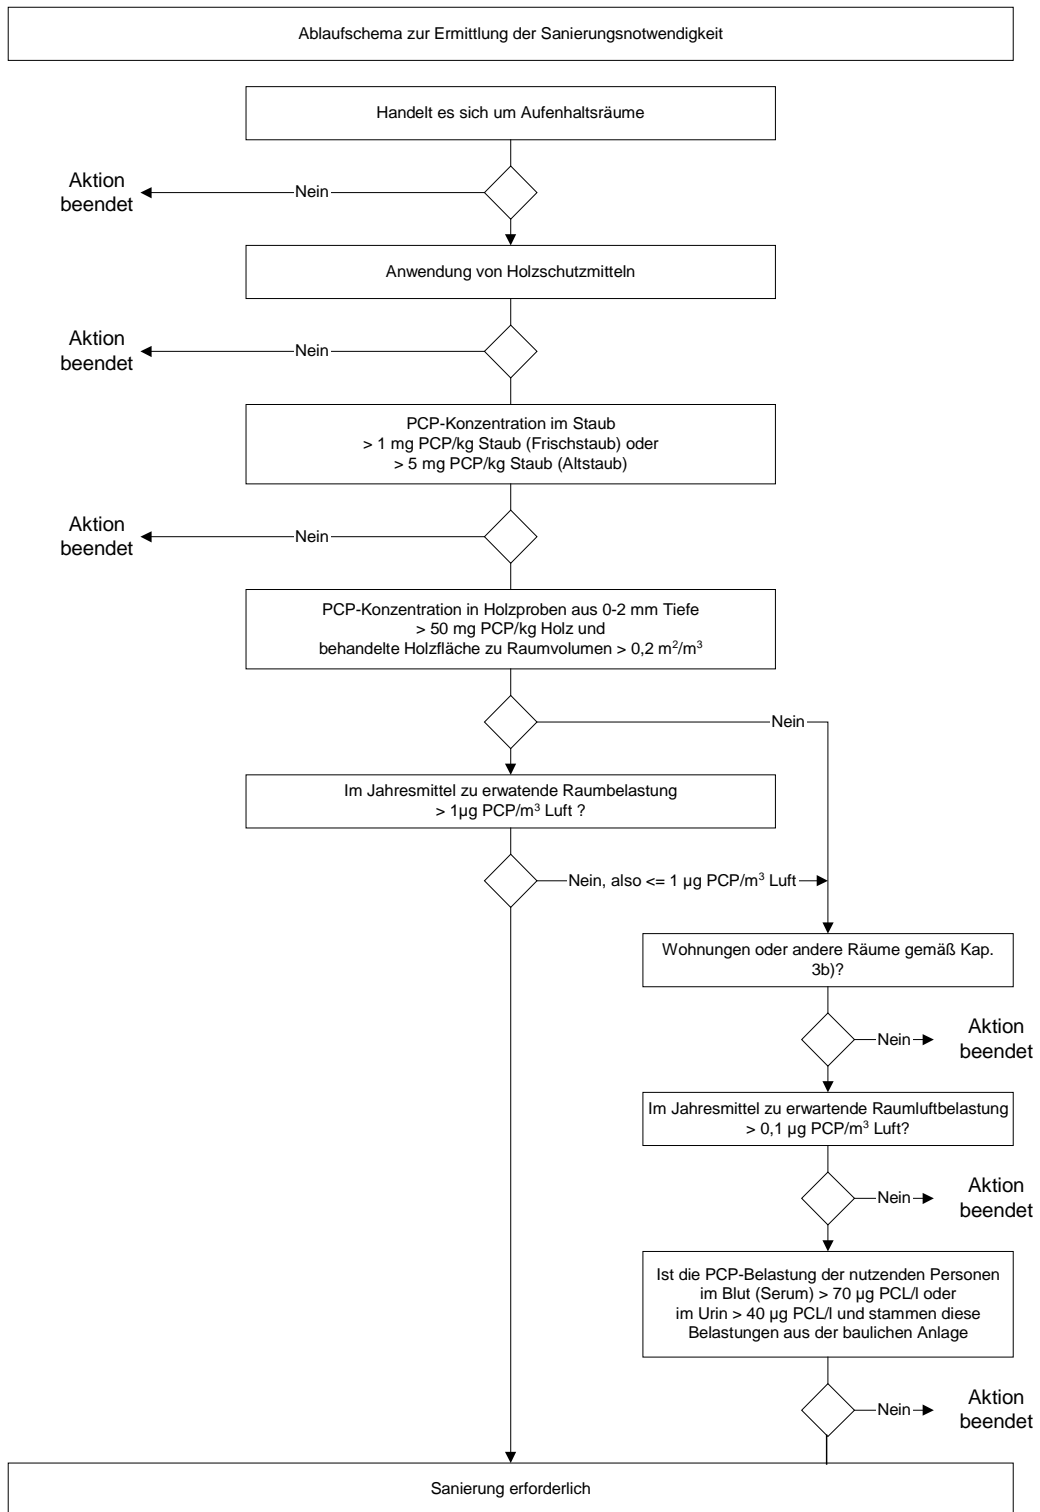 Ablaufschema zur Ermittlung der Sanierungsnotwendigkeit
Handelt es sich um Aufenhaltsräume
Aktion
beendet
Nein
Anwendung von Holzschutzmitteln
Aktion
beendet
Nein
PCP-Konzentration im Staub
> 1 mg PCP/kg Staub (Frischstaub) oder
> 5 mg PCP/kg Staub (Altstaub)
Aktion
beendet
Nein
PCP-Konzentration in Holzproben aus 0-2 mm Tiefe
> 50 mg PCP/kg Holz und
behandelte Holzfläche zu Raumvolumen > 0,2 m²/m³
Nein
Im Jahresmittel zu erwatende Raumbelastung
> 1µg PCP/m³ Luft ?
Nein, also <= 1 µg PCP/m³ Luft
Wohnungen oder andere Räume gemäß Kap.
3b)?
Nein
Aktion
beendet
Im Jahresmittel zu erwartende Raumluftbelastung
> 0,1 µg PCP/m³ Luft?
Nein
Aktion
beendet
Ist die PCP-Belastung der nutzenden Personen
im Blut (Serum) > 70 µg PCL/l oder
im Urin > 40 µg PCL/l und stammen diese
Belastungen aus der baulichen Anlage
Nein
Aktion
beendet
Sanierung erforderlich